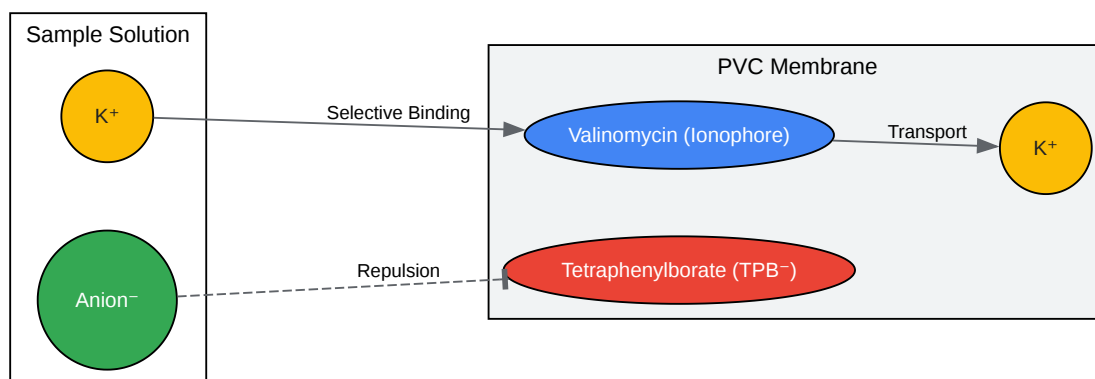 Sample Solution
K⁺
Anion⁻
Selective Binding
Repulsion
PVC Membrane
Valinomycin (Ionophore)
Transport
K⁺
Tetraphenylborate (TPB⁻)